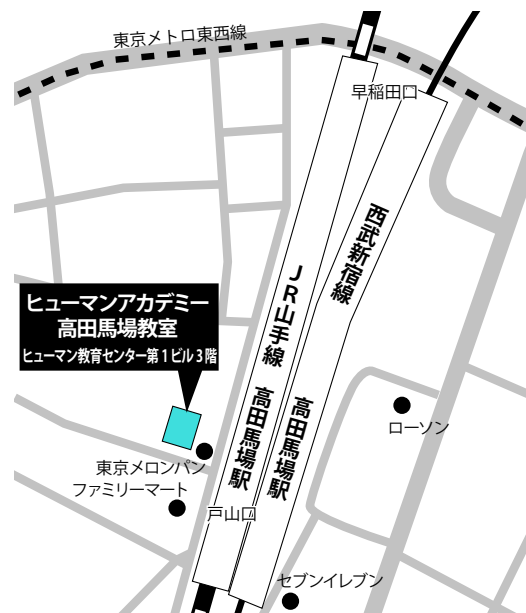 東京メトロ東西線
早稲田口
西武新宿線
JR山手線
ヒューマンアカデミー
高田馬場教室
ヒューマン教育センター第1ビル3階
高田馬場駅
高田馬場駅
ローソン
東京メロンパン
ファミリーマート
戸山口
セブンイレブン